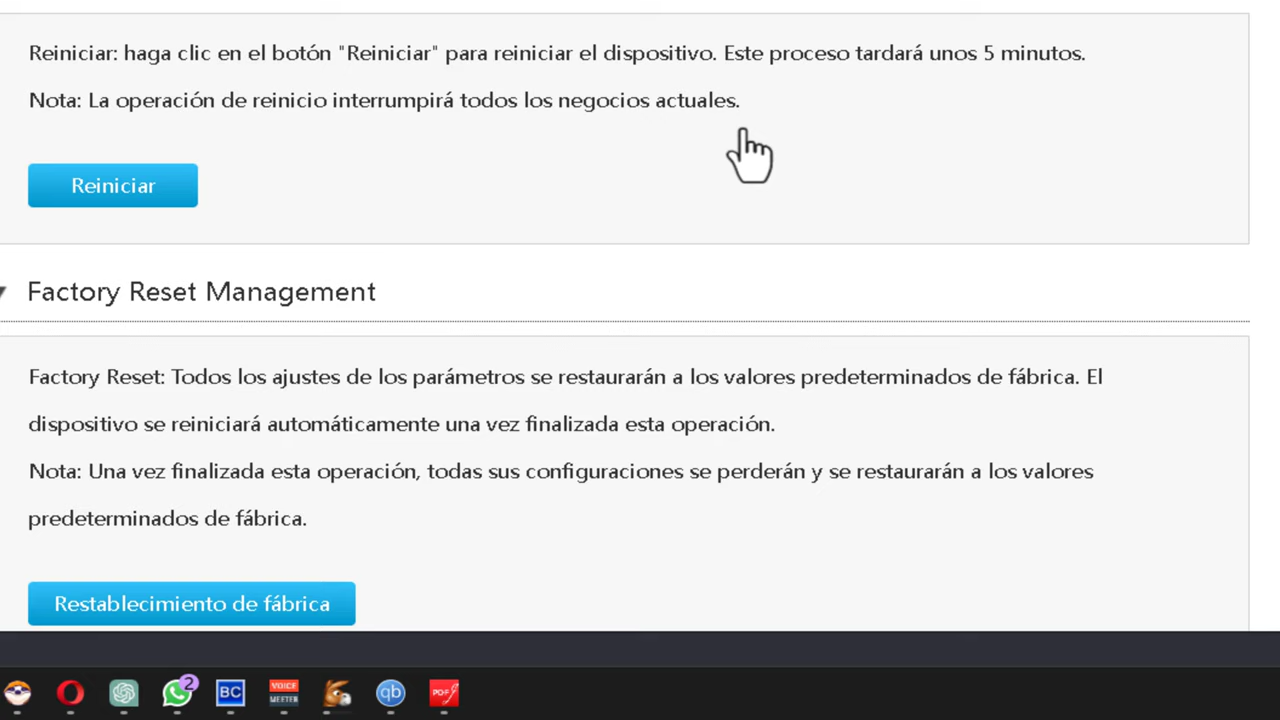 Reiniciar: haga clic en el botón "Reiniciar" para reiniciar el dispositivo. Este proceso tardará unos 5 minutos.
Nota: La operación de reinicio interrumpirá todos los negocios actuales.
Reiniciar
Factory Reset Management
Factory Reset: Todos los ajustes de los parámetros se restaurarán a los valores predeterminados de fábrica. El
dispositivo se reiniciará automáticamente una vez finalizada esta operación.
Nota: Una vez finalizada esta operación, todas sus configuraciones se perderán y se restaurarán a los valores
predeterminados de fábrica.
Restablecimiento de fábrica
2 BC VOICE qb PDF
MEETER